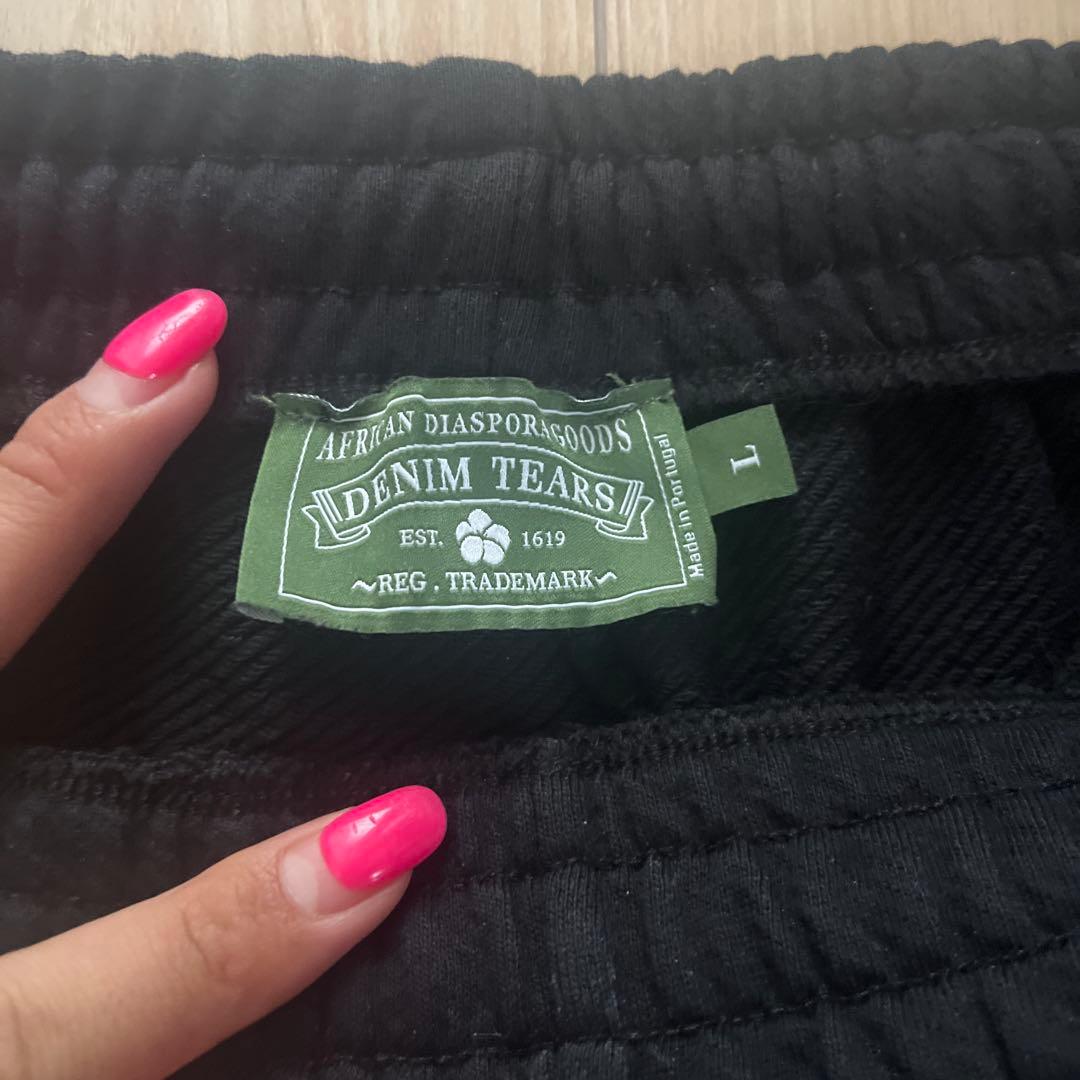 AFRICAN DIASPORA GOODS
DENIM TEARS
EST. 1619
~REG. TRADEMARK~
Made in Portugal
L